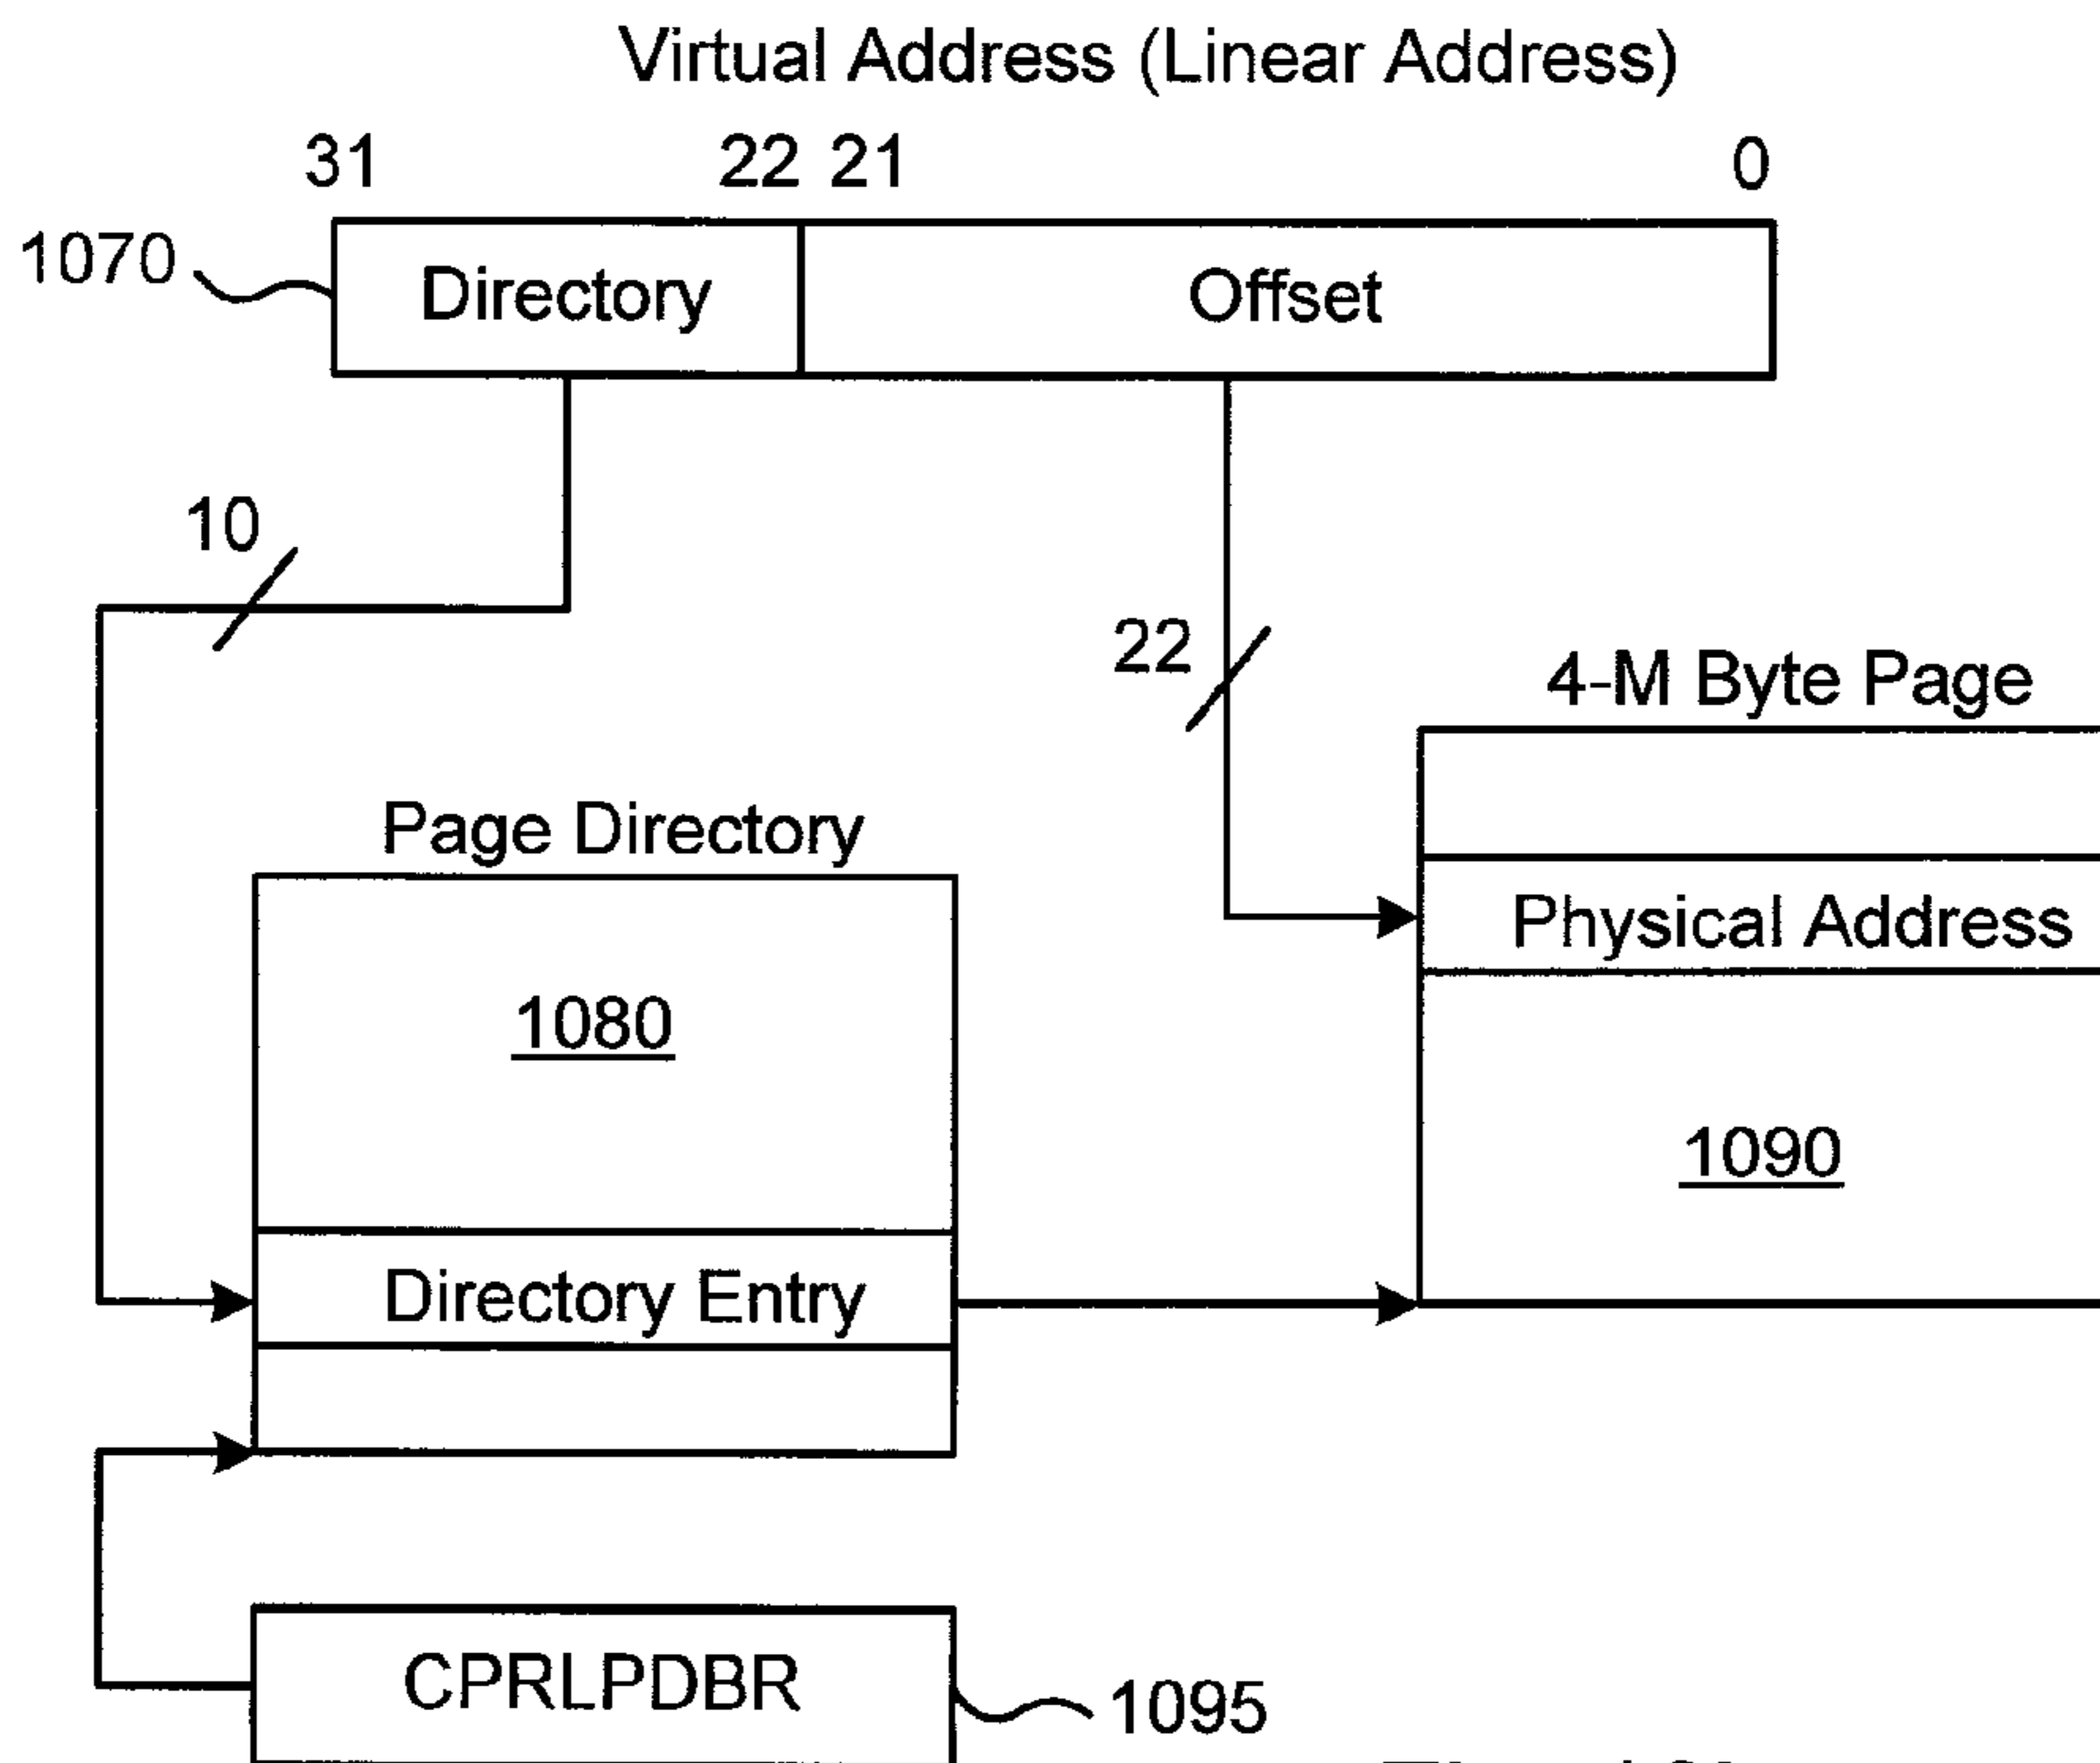 Virtual Address (Linear Address)
31 22 21 0
1070
Directory
Offset
10
22
4-M Byte Page
Page Directory
Physical Address
1080
1090
Directory Entry
CPRLPDBR
1095